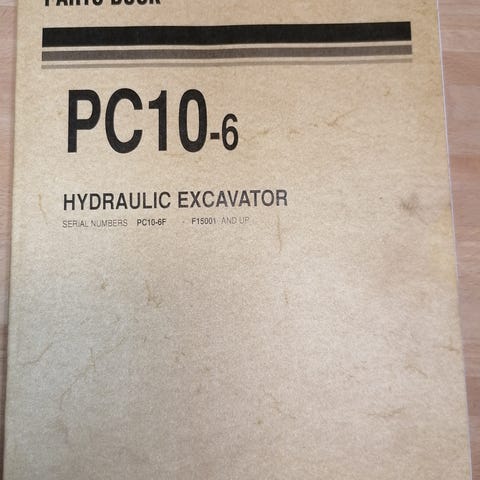 PARTS BOOK
PC10-6
HYDRAULIC EXCAVATOR
SERIAL NUMBERS PC10-6F - F15001 AND UP